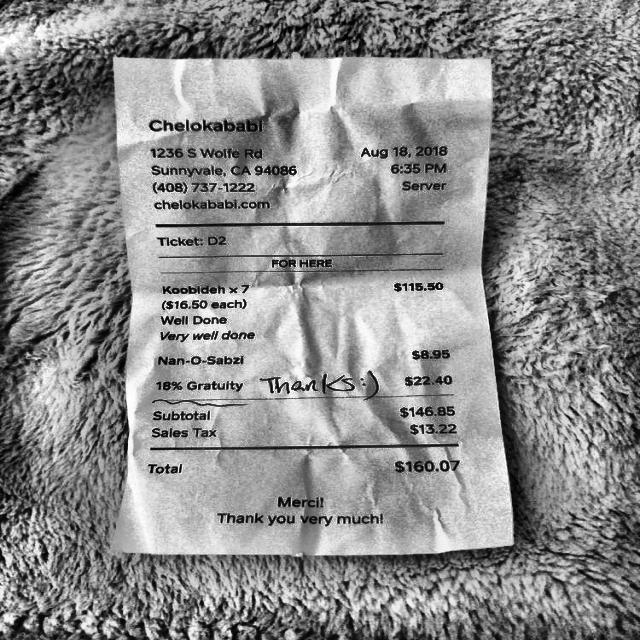 Chelokababi
1236 S Wolfe Rd Aug 18, 2018
Sunnyvale, CA 94086 6:35 PM
(408) 737-1222 Server
chelokababi.com
Ticket: D2
FOR HERE
Koobideh x 7 $115.50
($16.50 each)
Well Done
Very well done
Nan-O-Sabzi $8.95
18% Gratuity Thanks :) $22.40
Subtotal $146.85
Sales Tax $13.22
Total $160.07
Merci!
Thank you very much!